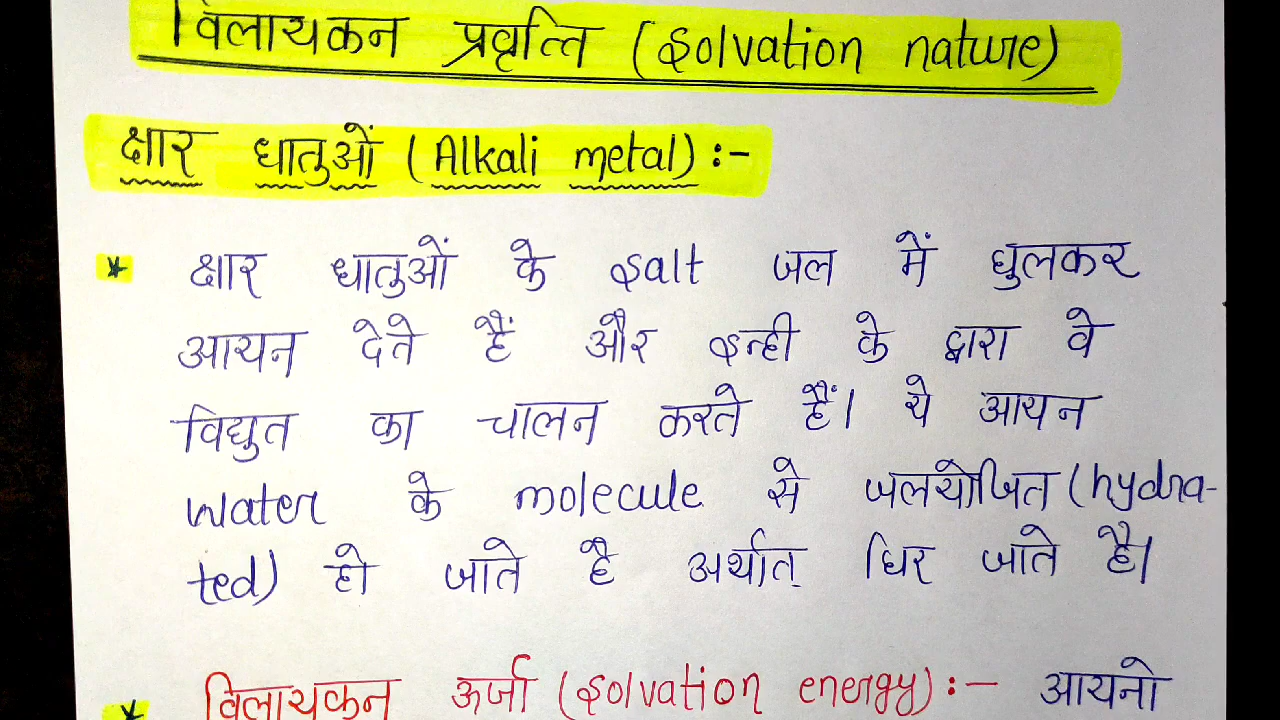 विलायकन प्रवृत्ति (Solvation nature)
क्षार धातुओं (Alkali metal) :-
* क्षार धातुओं के salt जल में घुलकर
आयन देते हैं और इन्ही के द्वारा वे
विद्युत का चालन करते हैं। ये आयन
water के molecule से जलयोजित (hydra-
ted) हो जाते है अर्थात् घिर जाते है।
* विलायकन ऊर्जा (Solvation energy) :- आयनो